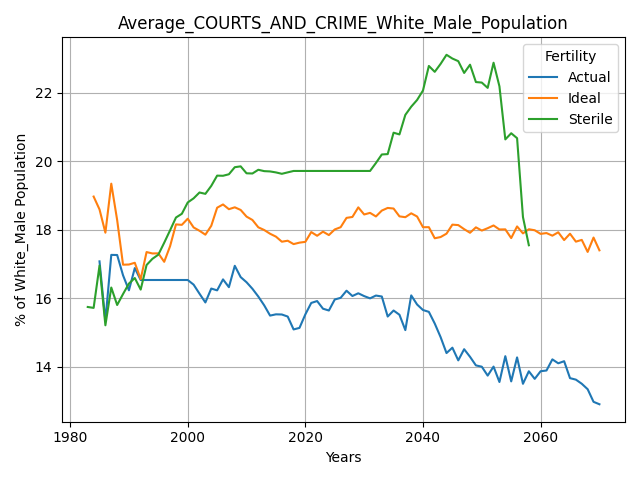 Average_COURTS_AND_CRIME_White_Male_Population
Fertility
Actual
Ideal
Sterile
% of White_Male Population
22
20
18
16
14
1980
2000
2020
2040
2060
Years